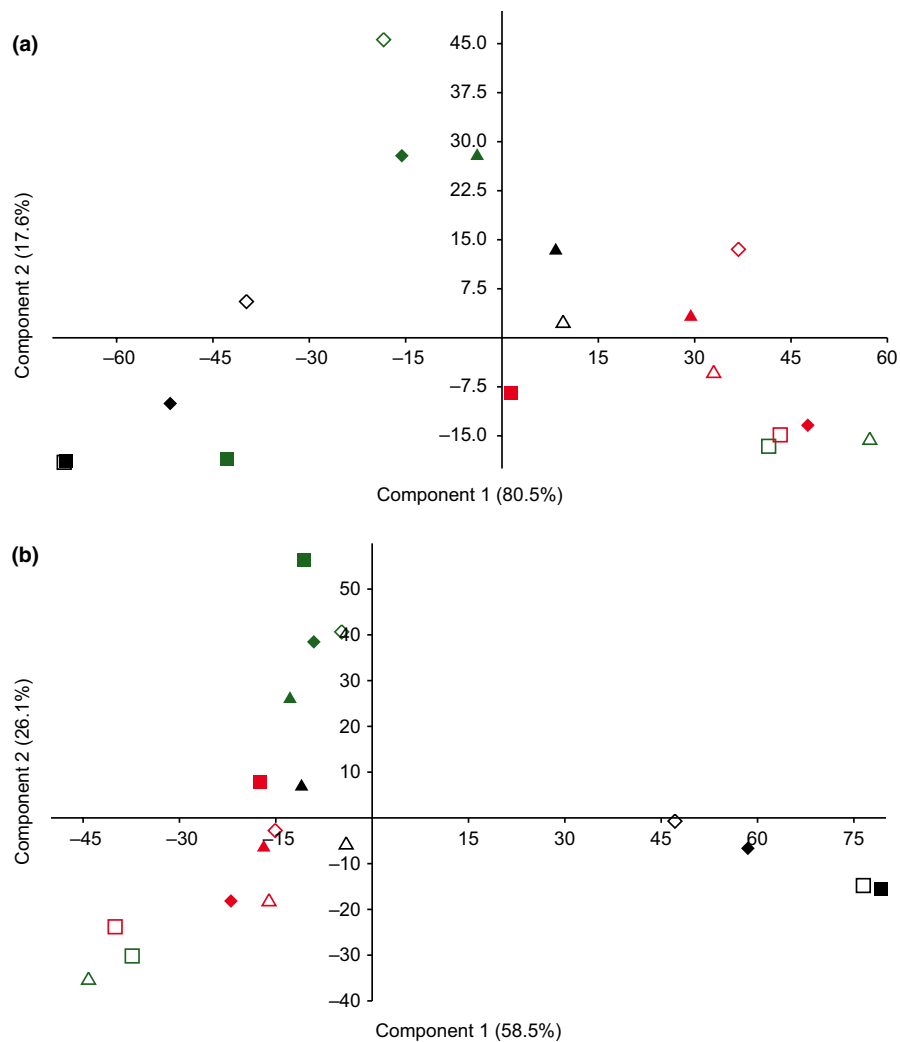 (a)
45.0
37.5
30.0
22.5
15.0
7.5
–60 –45 –30 –15 15 30 45 60
–7.5
–15.0
Component 2 (17.6%)
Component 1 (80.5%)
(b)
50
40
30
20
10
–45 –30 –15 15 30 45 60 75
–10
–20
–30
–40
Component 2 (26.1%)
Component 1 (58.5%)